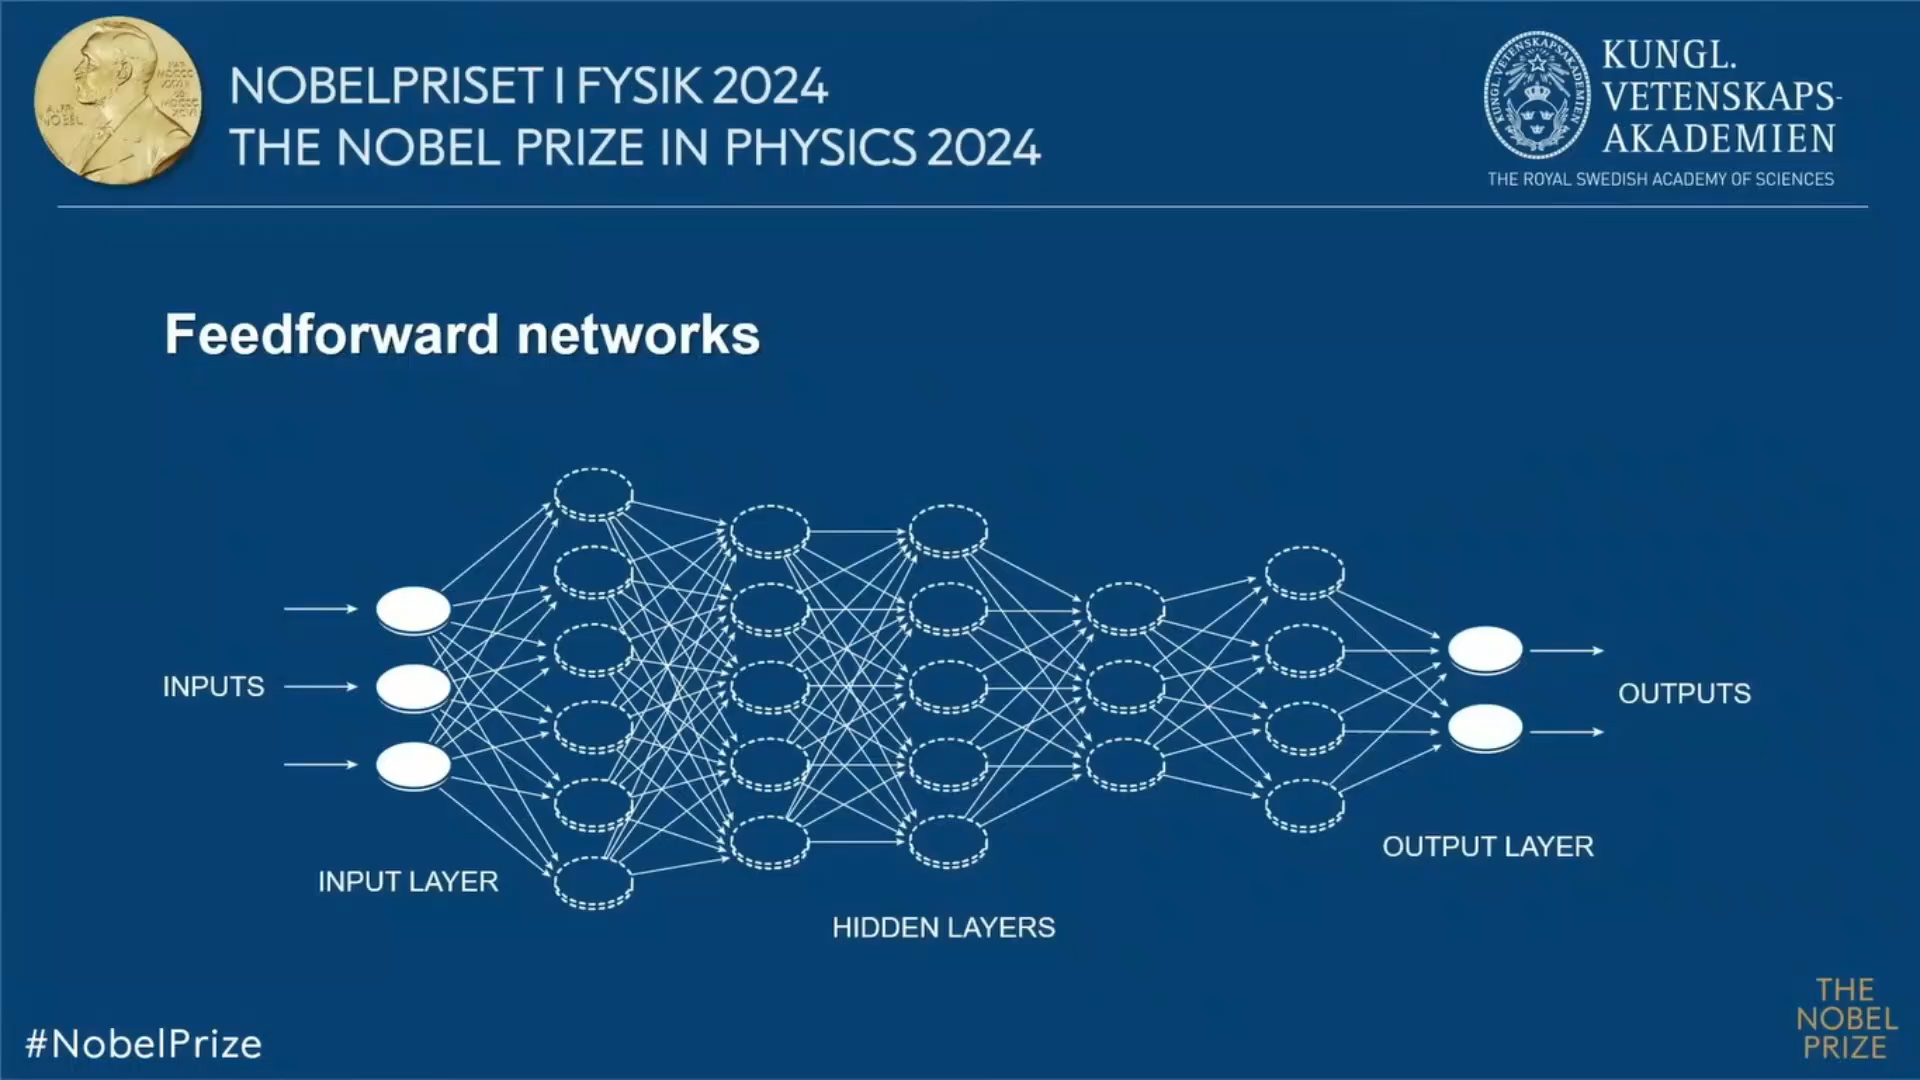 NOBELPRISET I FYSIK 2024
THE NOBEL PRIZE IN PHYSICS 2024
KUNGL.
VETENSKAPS-
AKADEMIEN
THE ROYAL SWEDISH ACADEMY OF SCIENCES
Feedforward networks
INPUTS
OUTPUTS
INPUT LAYER
HIDDEN LAYERS
OUTPUT LAYER
#NobelPrize
THE
NOBEL
PRIZE